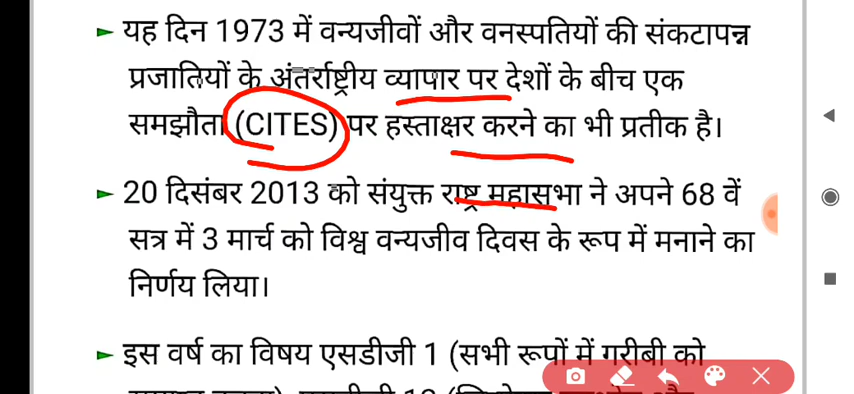 ► यह दिन 1973 में वन्यजीवों और वनस्पतियों की संकटापन्न
प्रजातियों के अंतर्राष्ट्रीय व्यापार पर देशों के बीच एक
समझौता (CITES) पर हस्ताक्षर करने का भी प्रतीक है।
► 20 दिसंबर 2013 को संयुक्त राष्ट्र महासभा ने अपने 68 वें
सत्र में 3 मार्च को विश्व वन्यजीव दिवस के रूप में मनाने का
निर्णय लिया।
► इस वर्ष का विषय एसडीजी 1 (सभी रूपों में गरीबी को